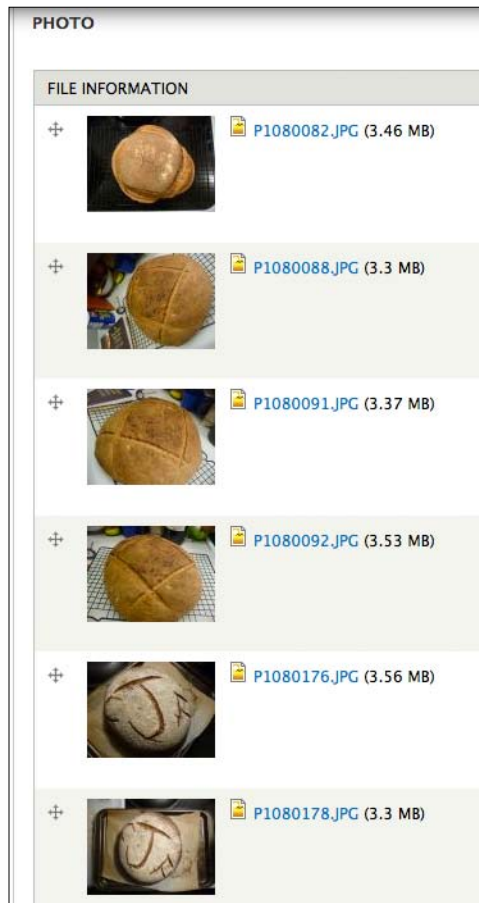 PHOTO
FILE INFORMATION
P1080082.JPG (3.46 MB)
P1080088.JPG (3.3 MB)
P1080091.JPG (3.37 MB)
P1080092.JPG (3.53 MB)
P1080176.JPG (3.56 MB)
P1080178.JPG (3.3 MB)